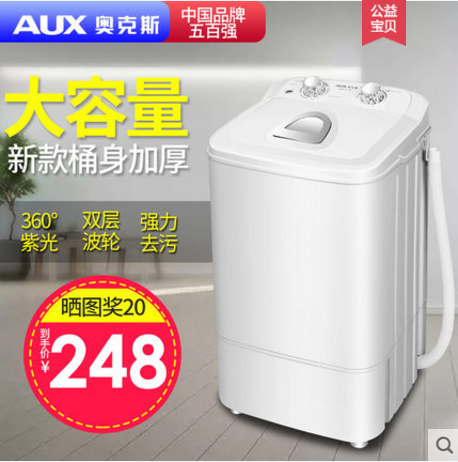 AUX 奥克斯
中国品牌
五百强
公益
宝贝
大容量
新款桶身加厚
360°
紫光
双层
波轮
强力
去污
晒图奖20
到手价¥
248